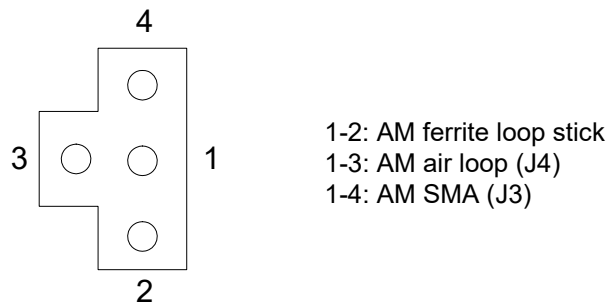 4
3
1
2
1-2: AM ferrite loop stick
1-3: AM air loop (J4)
1-4: AM SMA (J3)